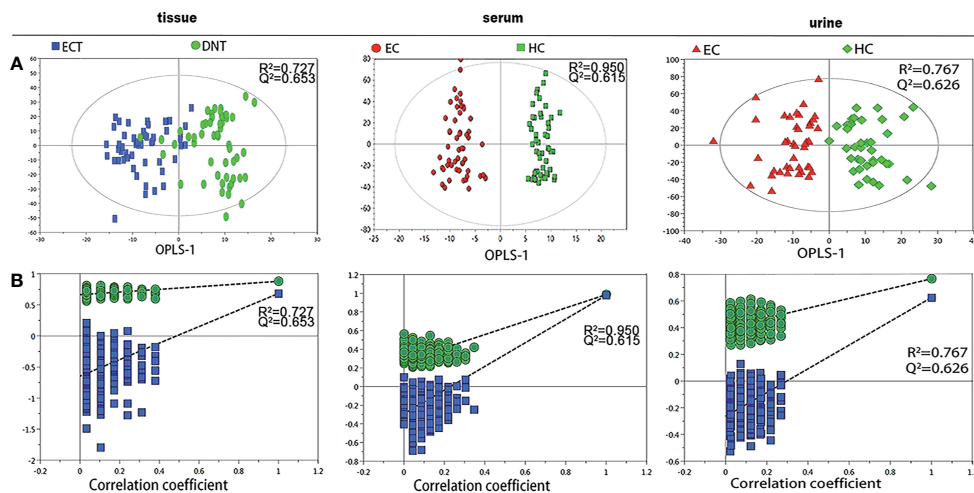 tissue serum urine
A
ECT DNT
R²=0.727
Q²=0.653
60
50
40
30
20
10
0
-10
-20
-30
-40
-50
-60
-30 -20 -10 0 10 20 30
OPLS-1
EC HC
R²=0.950
Q²=0.615
80
60
40
20
0
-20
-40
-60
-80
-25 -20 -15 -10 -5 0 5 10 15 20
OPLS-1
EC HC
R²=0.767
Q²=0.626
100
80
60
40
20
0
-20
-40
-60
-80
-100
-40 -30 -20 -10 0 10 20 30 40
OPLS-1
B
R²=0.727
Q²=0.653
1
0.5
0
-0.5
-1
-1.5
-2
-0.2 0 0.2 0.4 0.6 0.8 1 1.2
Correlation coefficient
R²=0.950
Q²=0.615
1.2
1
0.8
0.6
0.4
0.2
0
-0.2
-0.4
-0.6
-0.8
-0.2 0 0.2 0.4 0.6 0.8 1 1.2
Correlation coefficient
R²=0.767
Q²=0.626
0.8
0.6
0.4
0.2
0
-0.2
-0.4
-0.6
-0.2 0 0.2 0.4 0.6 0.8 1 1.2
Correlation coefficient